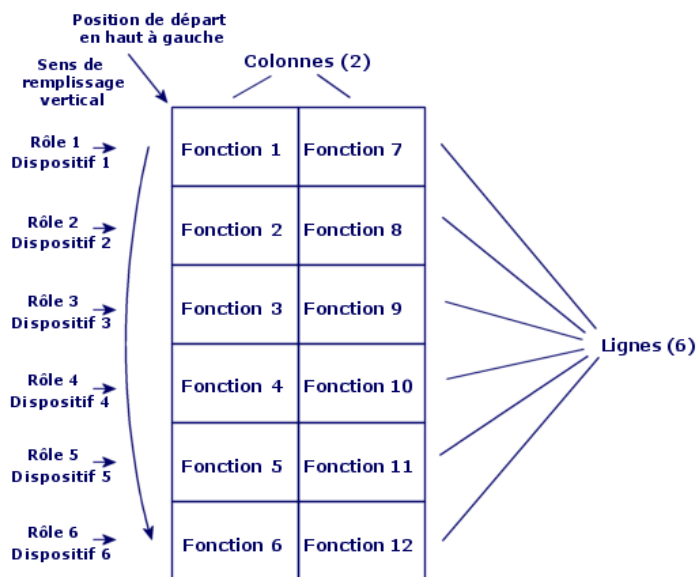 Position de départ
en haut à gauche
Colonnes (2)
Sens de
remplissage
vertical
Rôle 1
Dispositif 1
Fonction 1
Fonction 7
Rôle 2
Dispositif 2
Fonction 2
Fonction 8
Rôle 3
Dispositif 3
Fonction 3
Fonction 9
Lignes (6)
Rôle 4
Dispositif 4
Fonction 4
Fonction 10
Rôle 5
Dispositif 5
Fonction 5
Fonction 11
Rôle 6
Dispositif 6
Fonction 6
Fonction 12